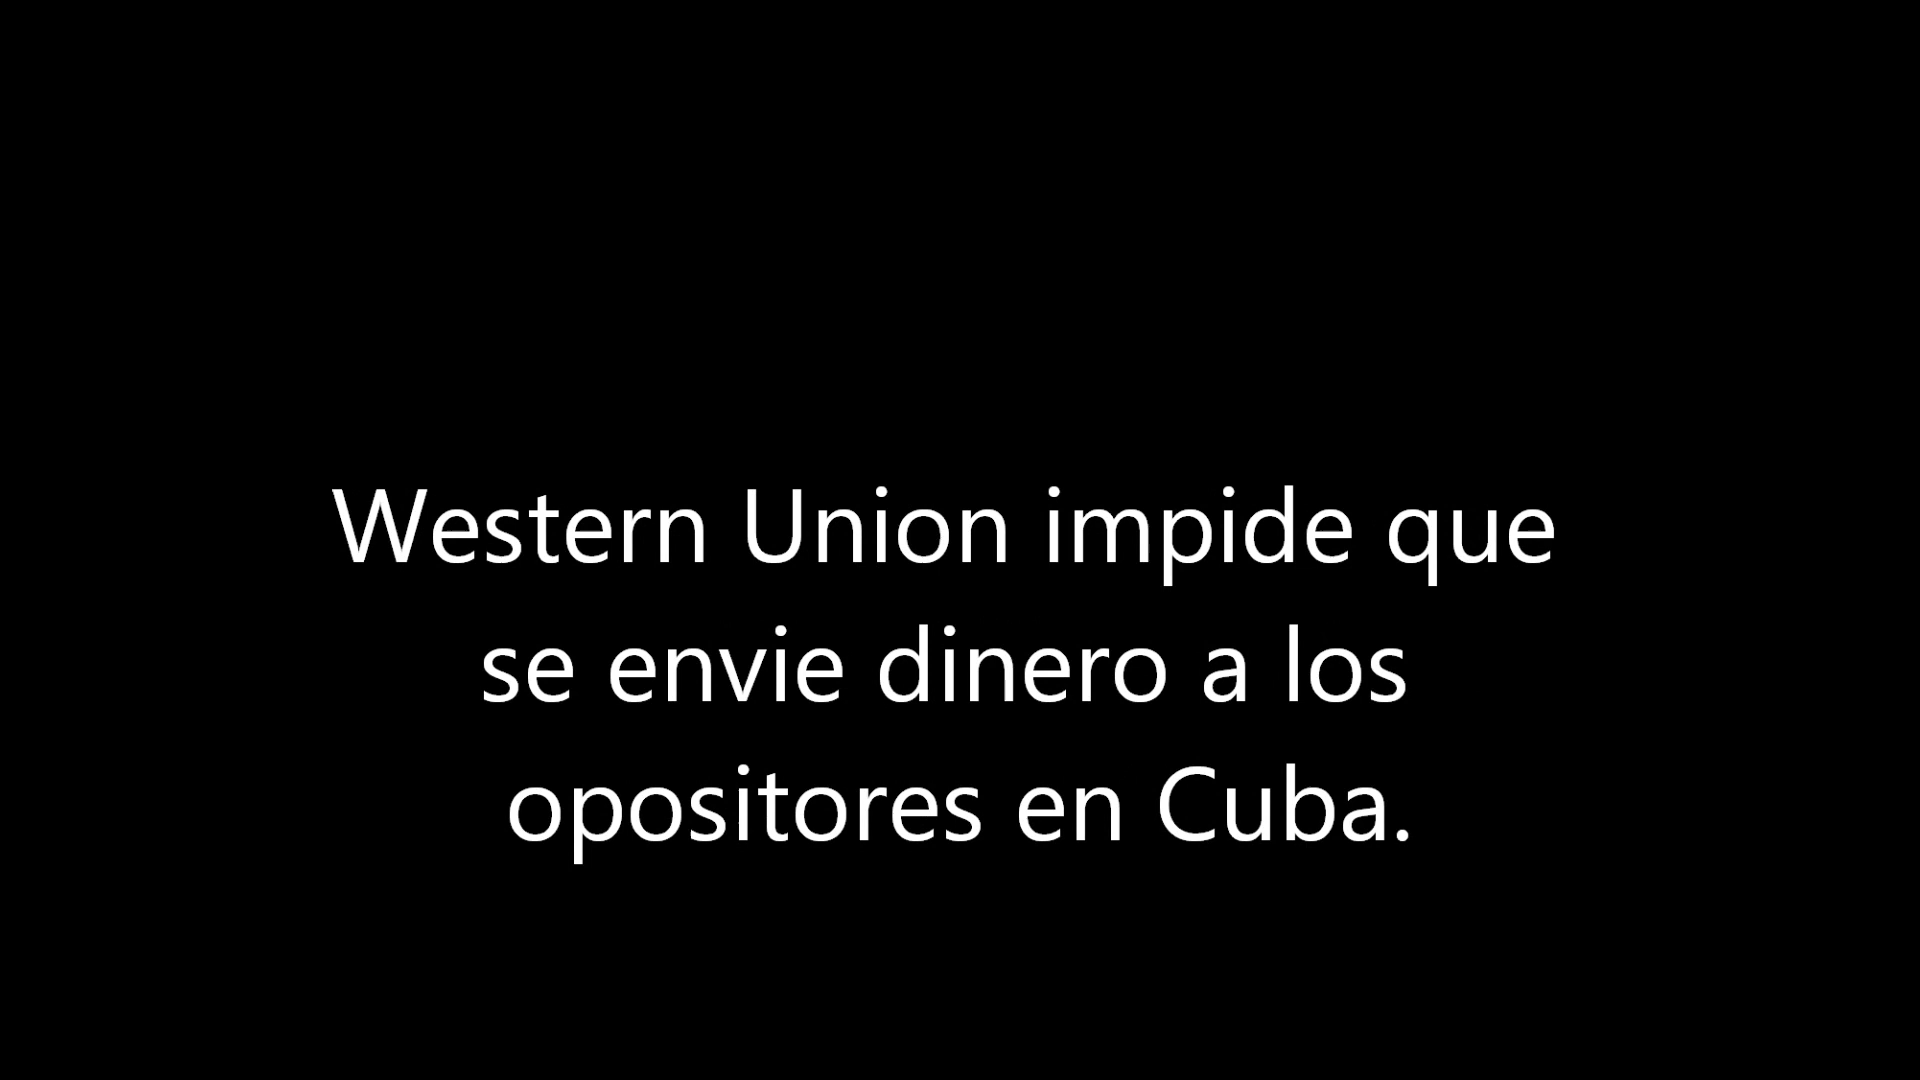 Western Union impide que
se envie dinero a los
opositores en Cuba.